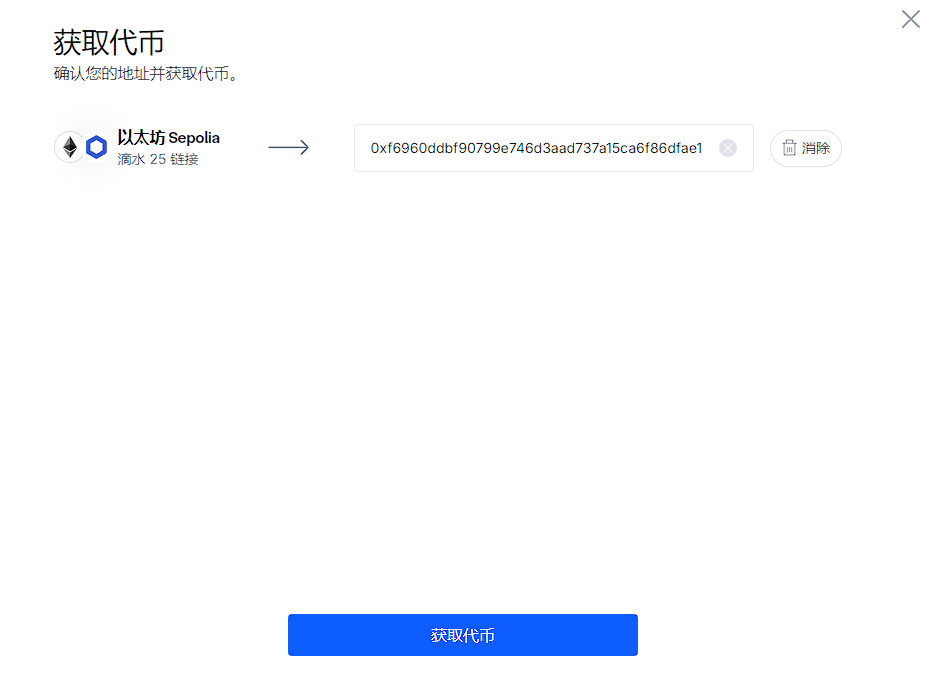 获取代币
确认您的地址并获取代币。
以太坊 Sepolia
滴水 25 链接
0xf6960ddbf90799e746d3aad737a15ca6f86dfae1
消除
获取代币